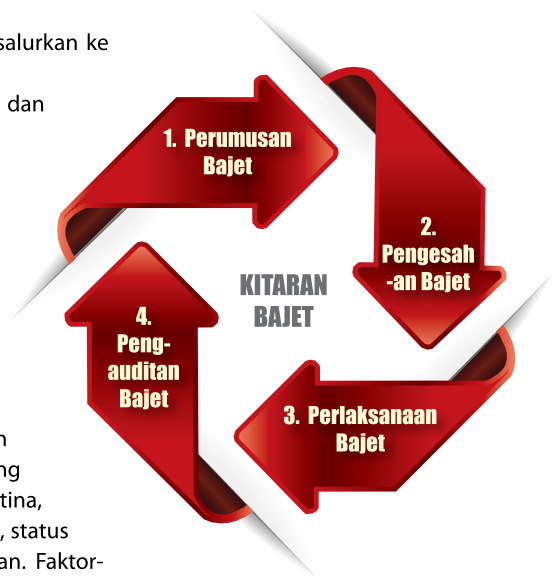 salurkan ke
dan
1. Perumusan
Bajet
2.
Pengesah
-an Bajet
KITARAN
BAJET
3. Perlaksanaan
Bajet
4.
Peng-
auditan
Bajet
tina,
, status
an. Faktor-